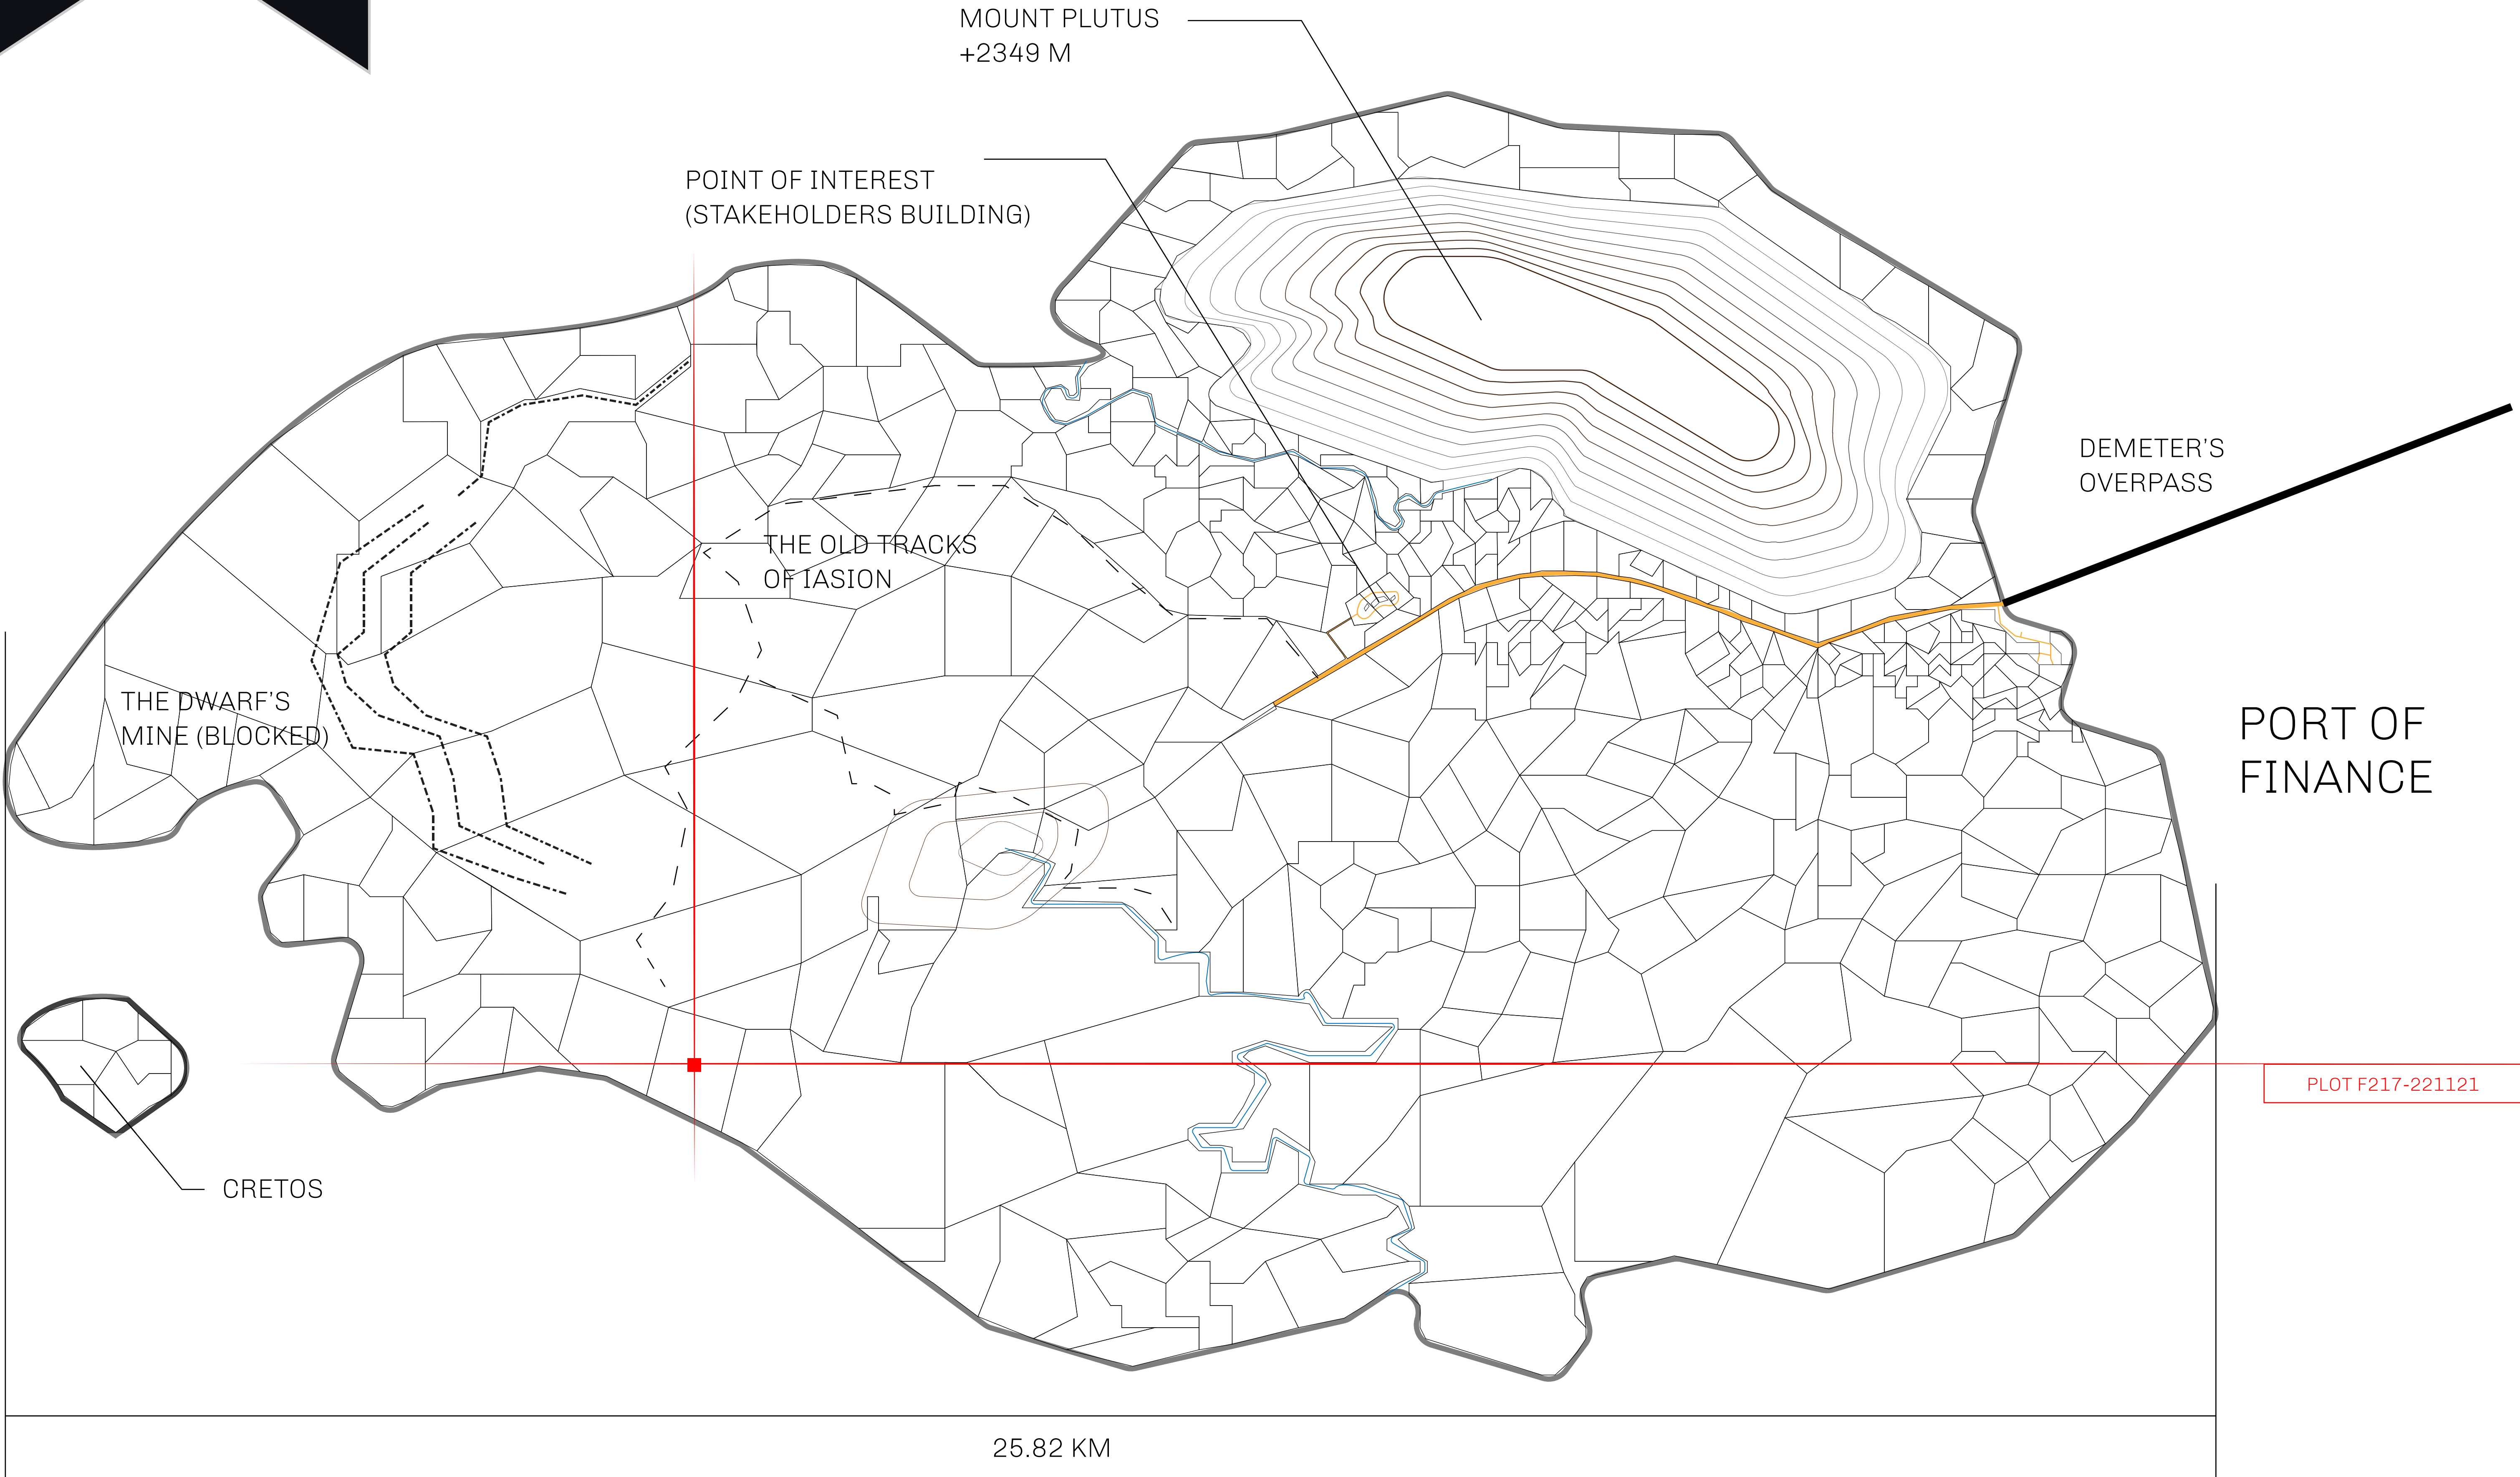 MOUNT PLUTUS
+2349 M
POINT OF INTEREST
(STAKEHOLDERS BUILDING)
DEMETER'S
OVERPASS
THE OLD TRACKS
OF IASION
THE DWARF'S
MINE (BLOCKED)
PORT OF
FINANCE
PLOT F217-221121
CRETOS
25.82 KM